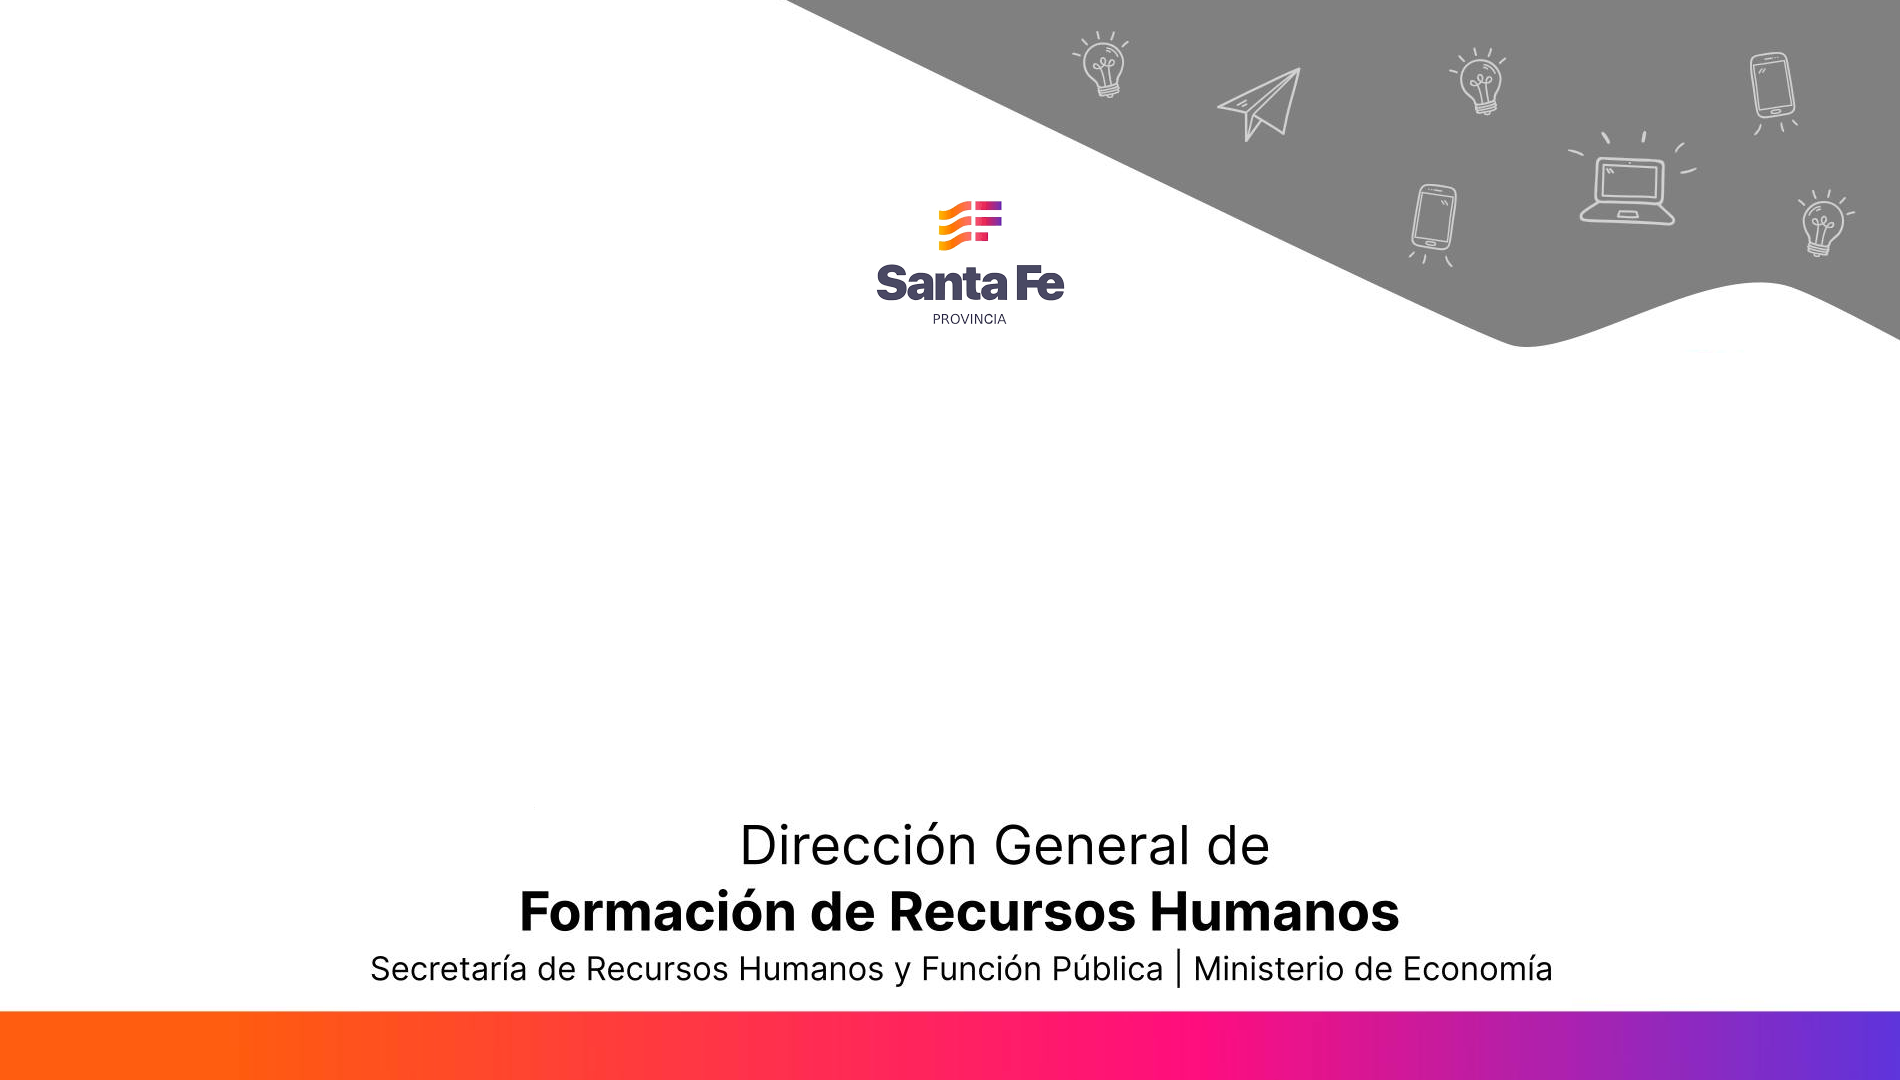 Santa Fe
PROVINCIA
Dirección General de
Formación de Recursos Humanos
Secretaría de Recursos Humanos y Función Pública | Ministerio de Economía